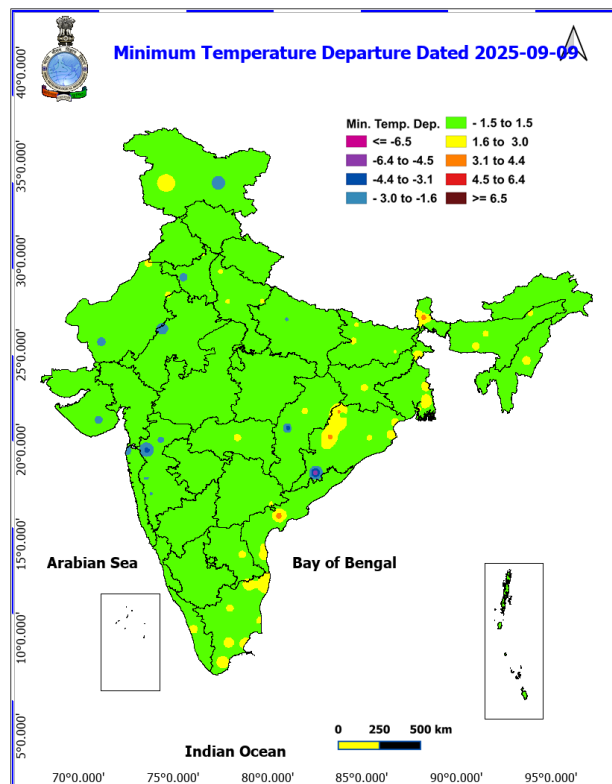 Minimum Temperature Departure Dated 2025-09-09
40°0.000'
35°0.000'
30°0.000'
25°0.000'
20°0.000'
15°0.000'
10°0.000'
5°0.000'
Min. Temp. Dep.
<= -6.5
-6.4 to -4.5
-4.4 to -3.1
- 3.0 to -1.6
- 1.5 to 1.5
1.6 to 3.0
3.1 to 4.4
4.5 to 6.4
>= 6.5
Arabian Sea
Bay of Bengal
Indian Ocean
0 250 500 km
70°0.000' 75°0.000' 80°0.000' 85°0.000' 90°0.000' 95°0.000'